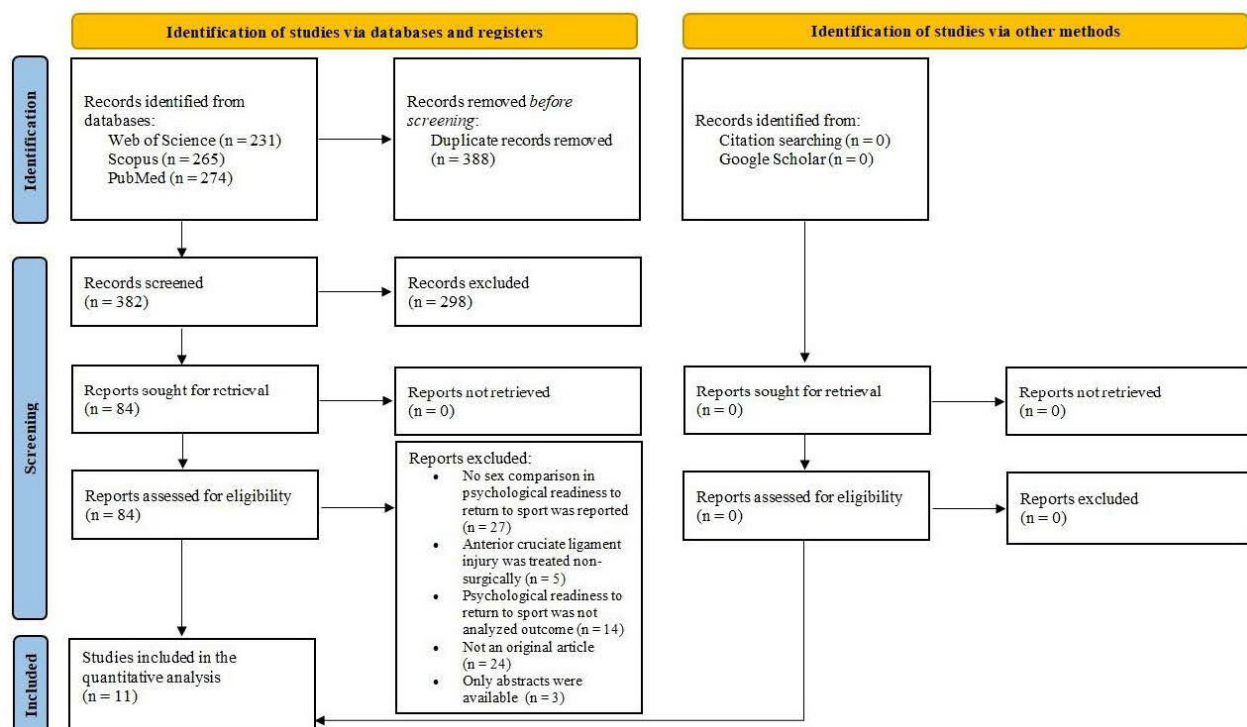 Identification of studies via databases and registers
Identification of studies via other methods
Identification
Records identified from
databases:
Web of Science (n = 231)
Scopus (n = 265)
PubMed (n = 274)
Records removed before
screening:
Duplicate records removed
(n = 388)
Records identified from:
Citation searching (n = 0)
Google Scholar (n = 0)
Screening
Records screened
(n = 382)
Records excluded
(n = 298)
Reports sought for retrieval
(n = 84)
Reports not retrieved
(n = 0)
Reports sought for retrieval
(n = 0)
Reports not retrieved
(n = 0)
Reports assessed for eligibility
(n = 84)
Reports excluded:
• No sex comparison in
psychological readiness to
return to sport was reported
(n = 27)
• Anterior cruciate ligament
injury was treated non-
surgically (n = 5)
• Psychological readiness to
return to sport was not
analyzed outcome (n = 14)
• Not an original article
(n = 24)
• Only abstracts were
available (n = 3)
Reports assessed for eligibility
(n = 0)
Reports excluded
(n = 0)
Included
Studies included in the
quantitative analysis
(n = 11)